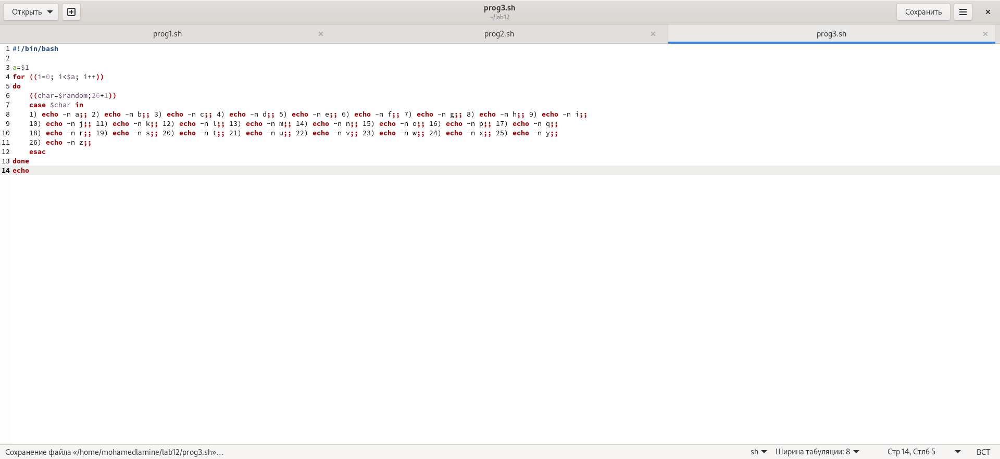 Открыть
prog3.sh
~/lab12
Сохранить
prog1.sh
prog2.sh
prog3.sh
1 #!/bin/bash
2
3 a=$1
4 for ((i=0; i<$a; i++))
5 do
6     ((char=$random;26+1))
7     case $char in
8     1) echo -n a;; 2) echo -n b;; 3) echo -n c;; 4) echo -n d;; 5) echo -n e;; 6) echo -n f;; 7) echo -n g;; 8) echo -n h;; 9) echo -n i;;
9     10) echo -n j;; 11) echo -n k;; 12) echo -n l;; 13) echo -n m;; 14) echo -n n;; 15) echo -n o;; 16) echo -n p;; 17) echo -n q;;
10     18) echo -n r;; 19) echo -n s;; 20) echo -n t;; 21) echo -n u;; 22) echo -n v;; 23) echo -n w;; 24) echo -n x;; 25) echo -n y;;
11     26) echo -n z;;
12     esac
13 done
14 echo
Сохранение файла «/home/mohamedlamine/lab12/prog3.sh»…
sh
Ширина табуляции: 8
Стр 14, Стлб 5
ВСТ